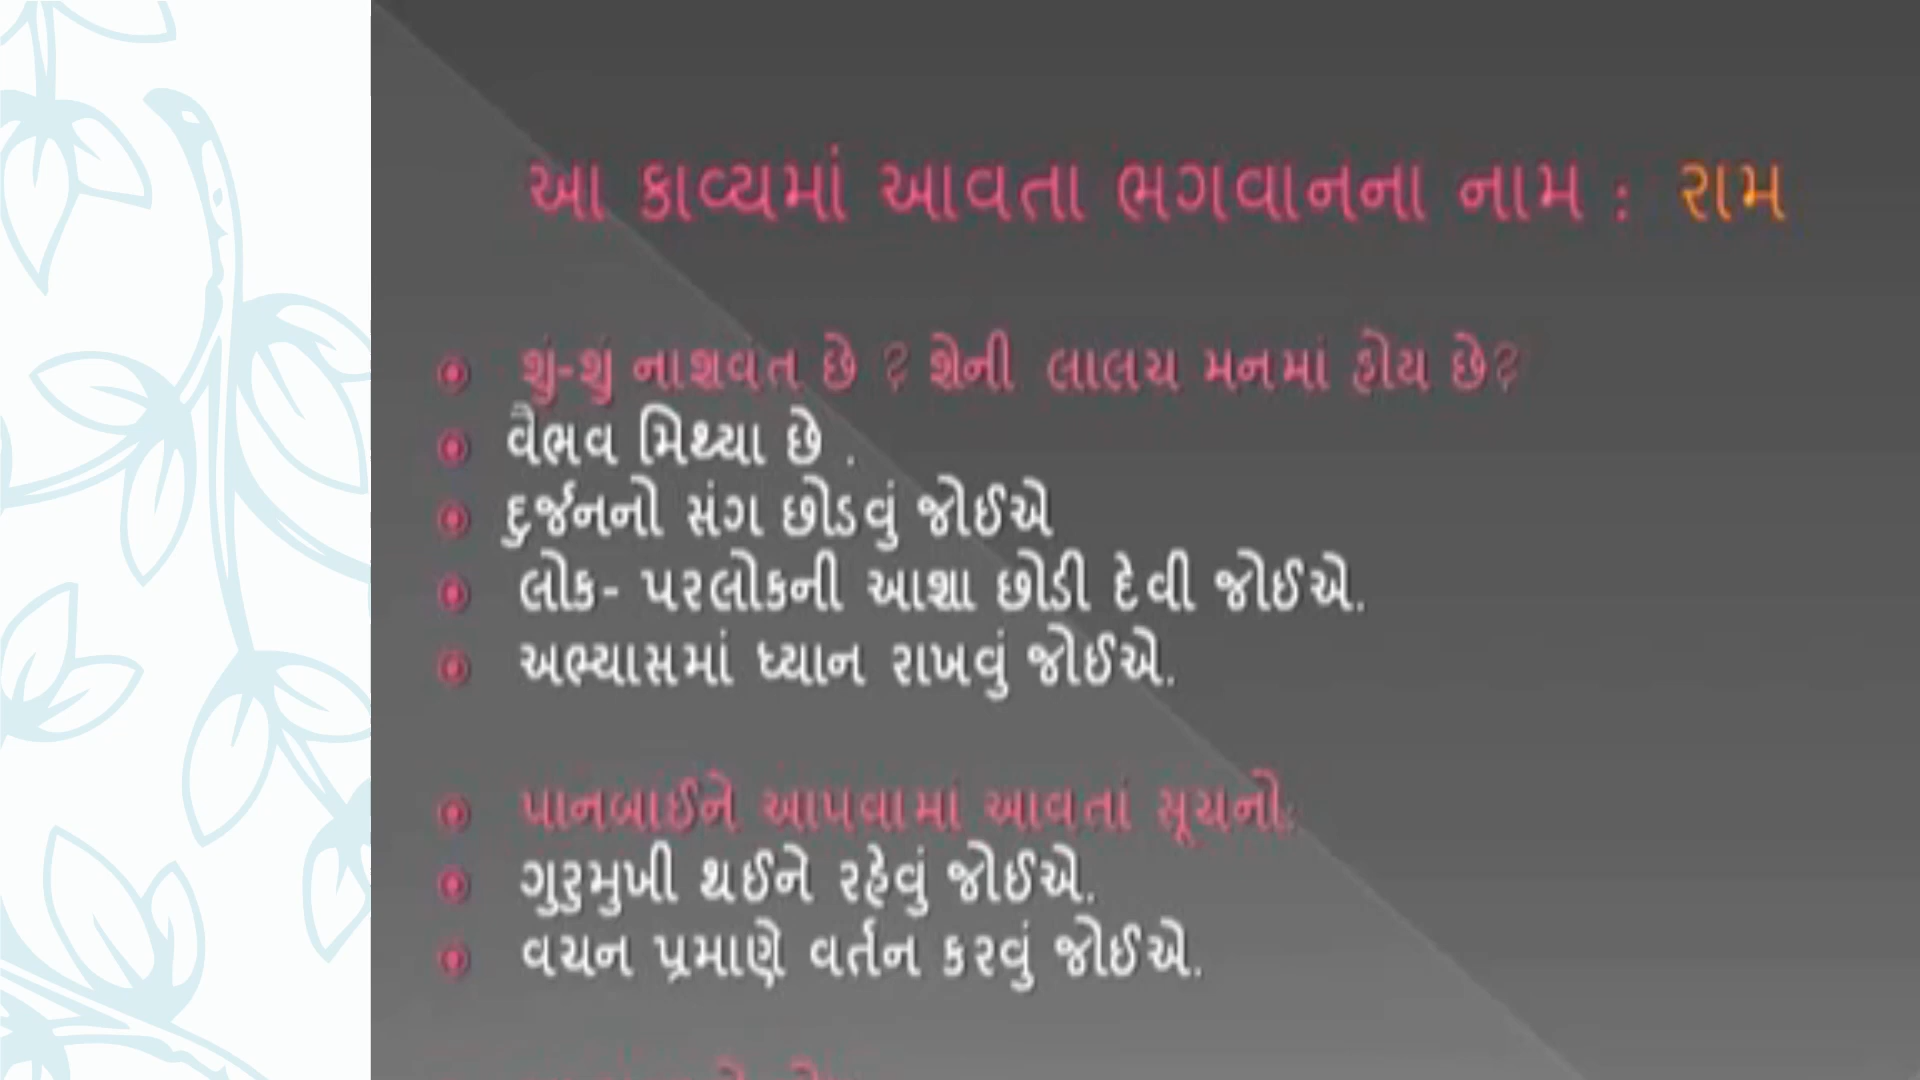 આ કાવ્યમાં આવતા ભગવાનના નામ : રામ
શું-શું નાશવંત છે ? શેની લાલચ મનમાં હોય છે?
વૈભવ મિથ્યા છે .
દુર્જનનો સંગ છોડવું જોઈએ
લોક- પરલોકની આશા છોડી દેવી જોઈએ.
અભ્યાસમાં ધ્યાન રાખવું જોઈએ.
પાનબાઈને આપવામાં આવતાં સૂચનો:
ગુરુમુખી થઈને રહેવું જોઈએ.
વચન પ્રમાણે વર્તન કરવું જોઈએ.